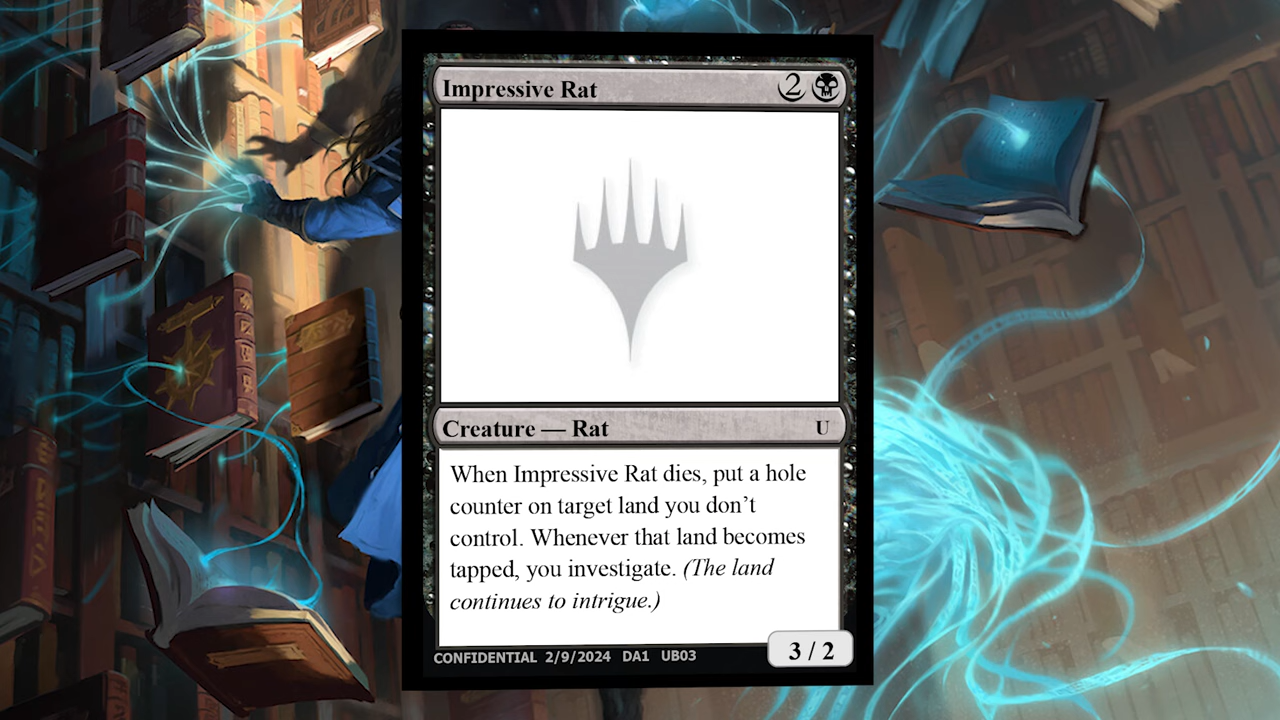 Impressive Rat 2
Creature — Rat U
When Impressive Rat dies, put a hole
counter on target land you don’t
control. Whenever that land becomes
tapped, you investigate. (The land
continues to intrigue.)
3 / 2
CONFIDENTIAL 2/9/2024 DA1 UB03